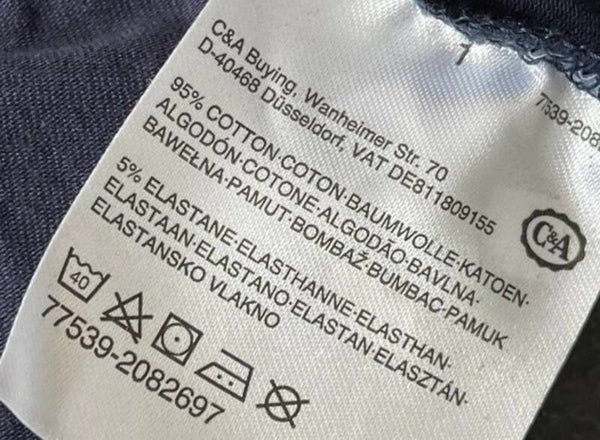 1
7539-208
C&A Buying, Wanheimer Str. 70
D-40468 Düsseldorf, VAT DE811809155
C&A
95% COTTON·COTON·BAUMWOLLE·KATOEN·
ALGODÓN·COTONE·ALGODÃO·BAVLNA·
BAWEŁNA·PAMUT·BOMBAŽ·BUMBAC·PAMUK
5% ELASTANE·ELASTHANNE·ELASTHAN·
ELASTAAN·ELASTANO·ELASTAN·ELASZTÁN·
ELASTANSKO VLAKNO
40
77539-2082697